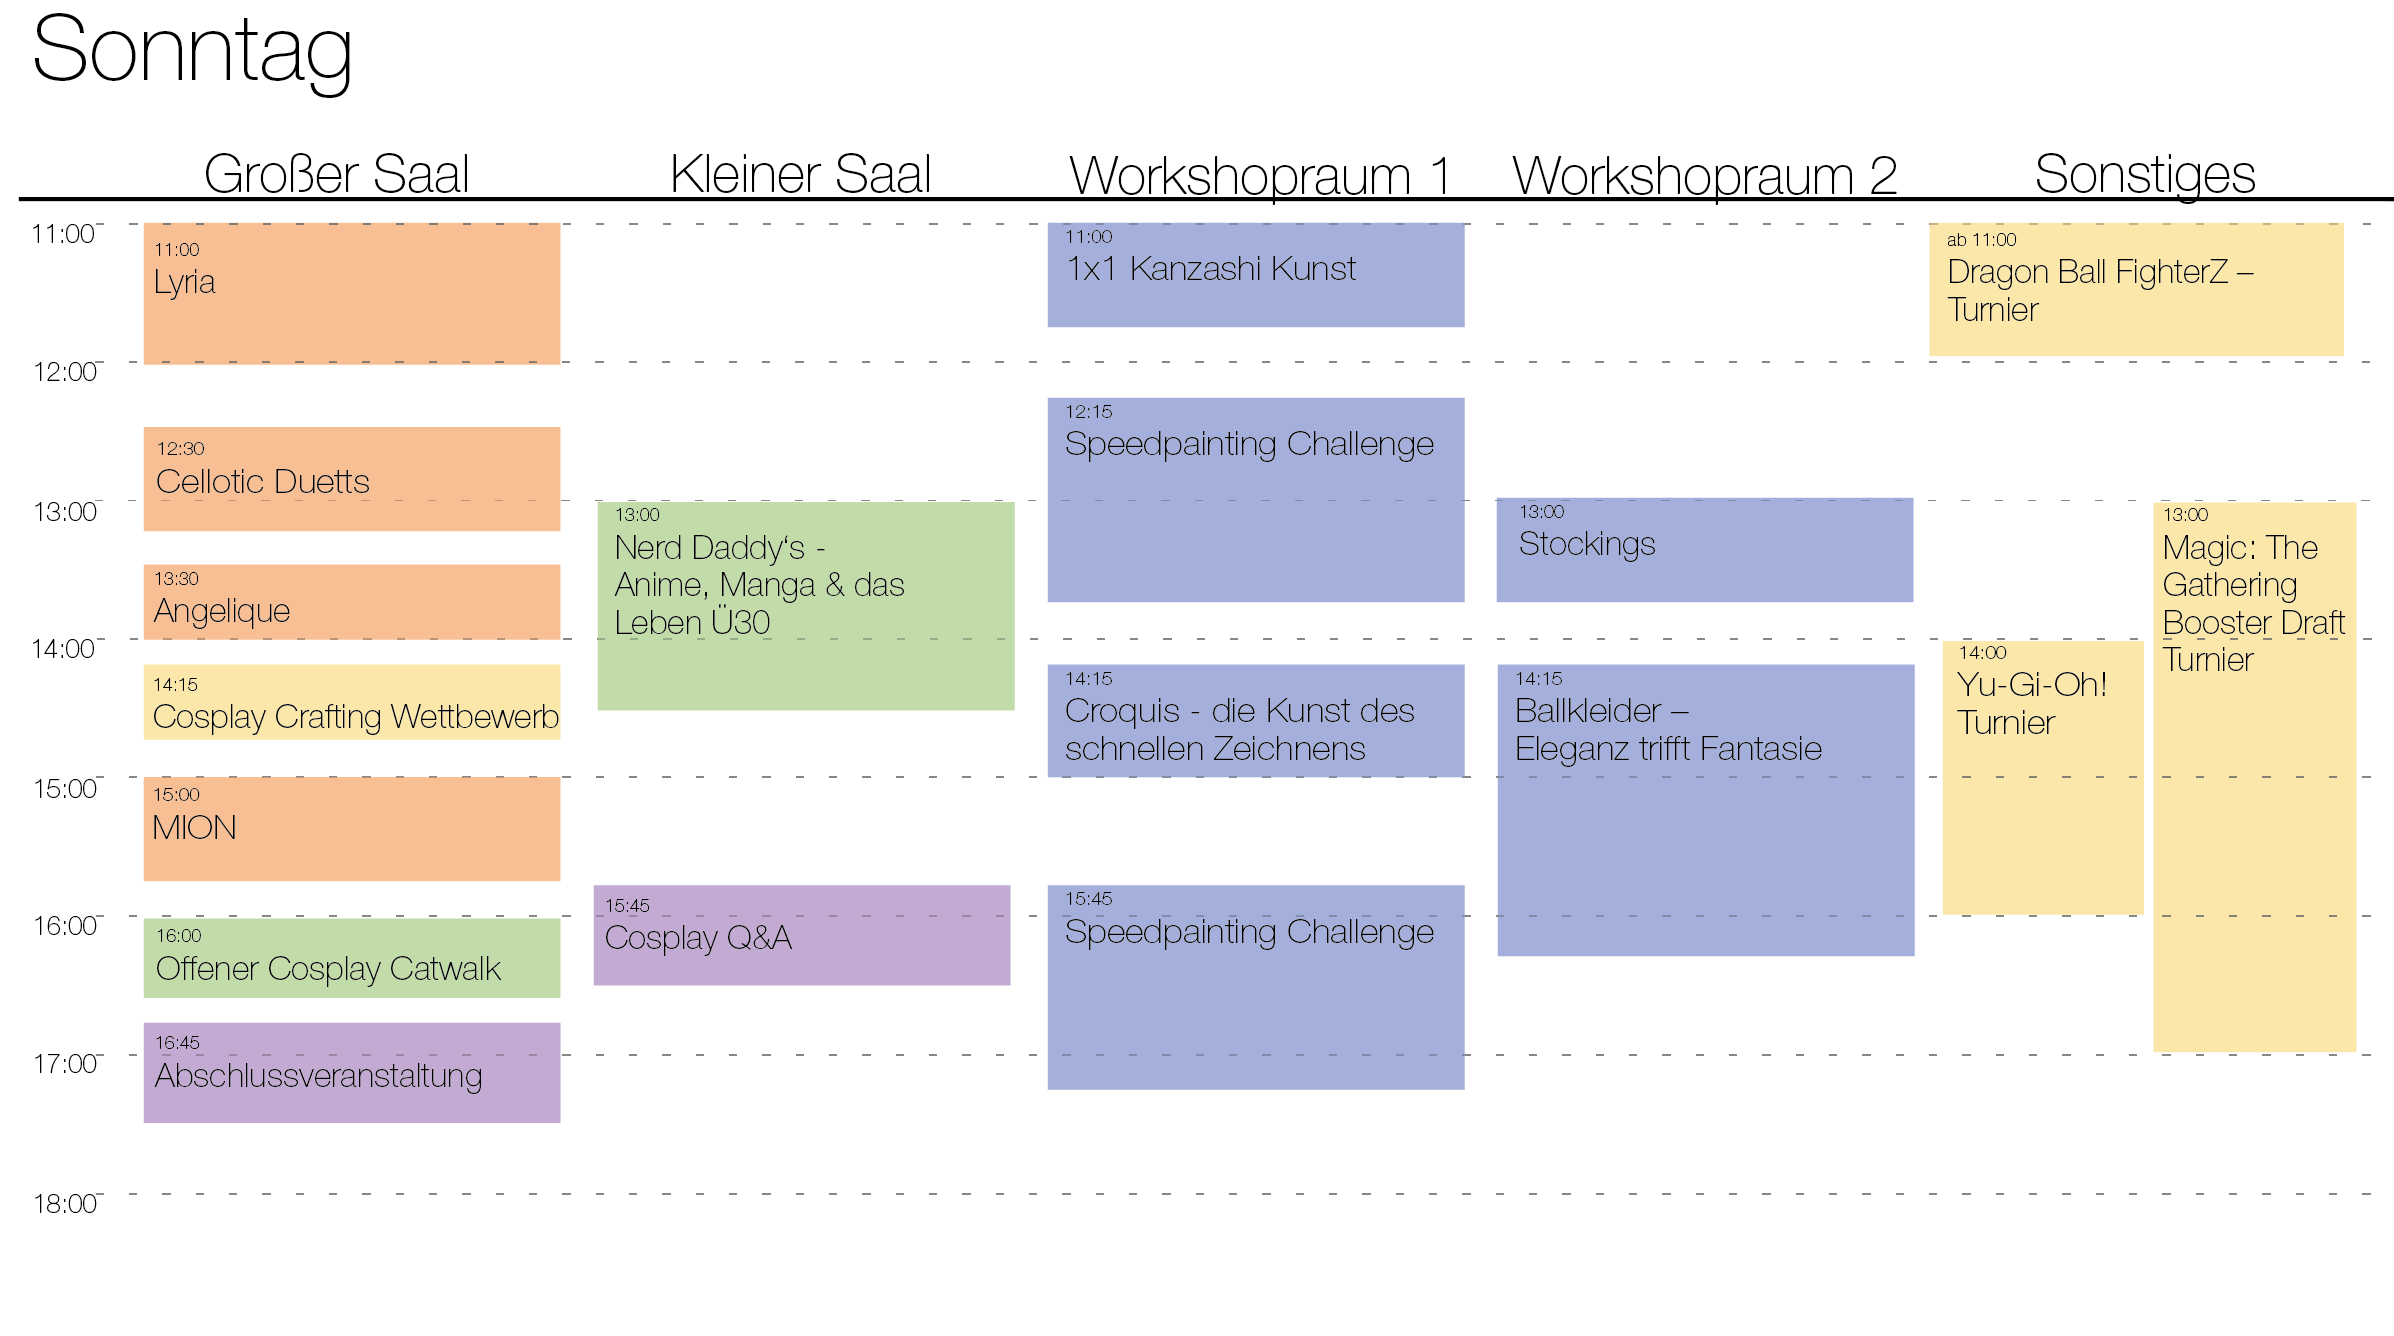 Sonntag
Großer Saal
Kleiner Saal
Workshopraum 1
Workshopraum 2
Sonstiges
11:00
12:00
13:00
14:00
15:00
16:00
17:00
18:00
11:00
Lyria
12:30
Cellotic Duetts
13:30
Angelique
14:15
Cosplay Crafting Wettbewerb
15:00
MION
16:00
Offener Cosplay Catwalk
16:45
Abschlussveranstaltung
13:00
Nerd Daddy‘s -
Anime, Manga & das
Leben Ü30
15:45
Cosplay Q&A
11:00
1x1 Kanzashi Kunst
12:15
Speedpainting Challenge
14:15
Croquis - die Kunst des
schnellen Zeichnens
15:45
Speedpainting Challenge
13:00
Stockings
14:15
Ballkleider –
Eleganz trifft Fantasie
ab 11:00
Dragon Ball FighterZ –
Turnier
14:00
Yu-Gi-Oh!
Turnier
13:00
Magic: The
Gathering
Booster Draft
Turnier